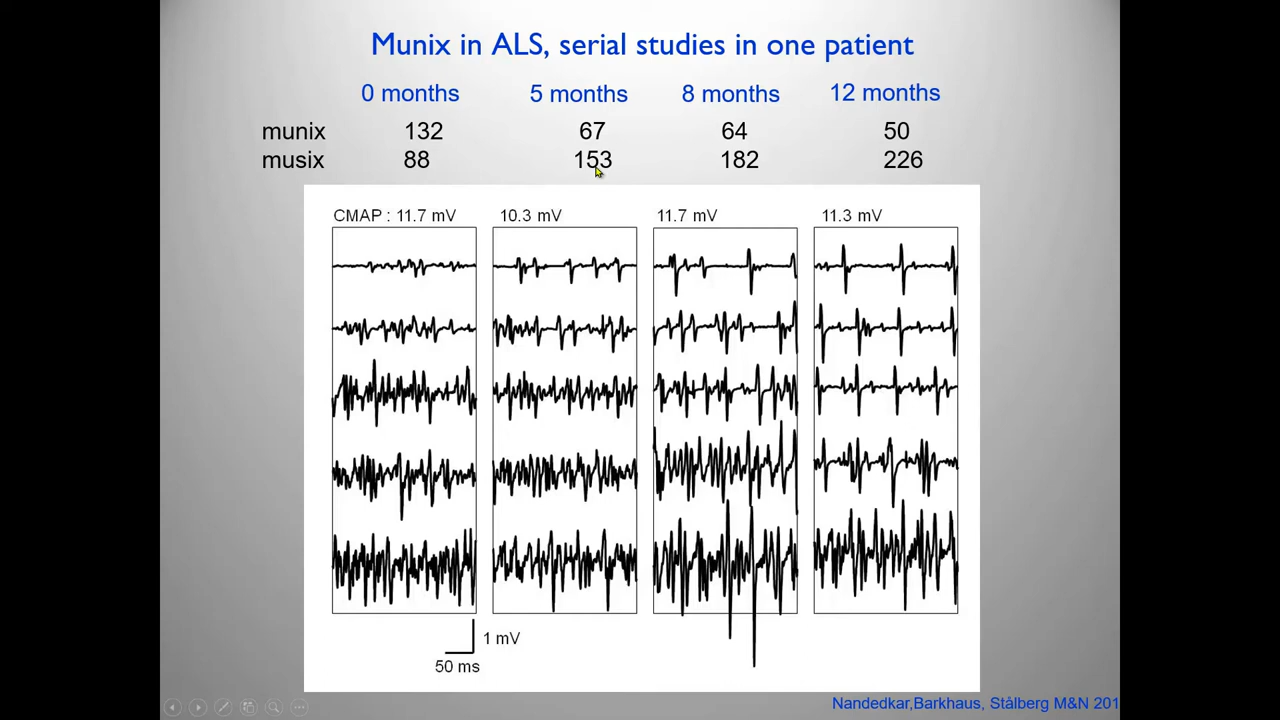 Munix in ALS, serial studies in one patient
0 months 5 months 8 months 12 months
munix 132 67 64 50
musix 88 153 182 226
CMAP : 11.7 mV 10.3 mV 11.7 mV 11.3 mV
1 mV
50 ms
Nandedkar,Barkhaus, Stålberg M&N 201